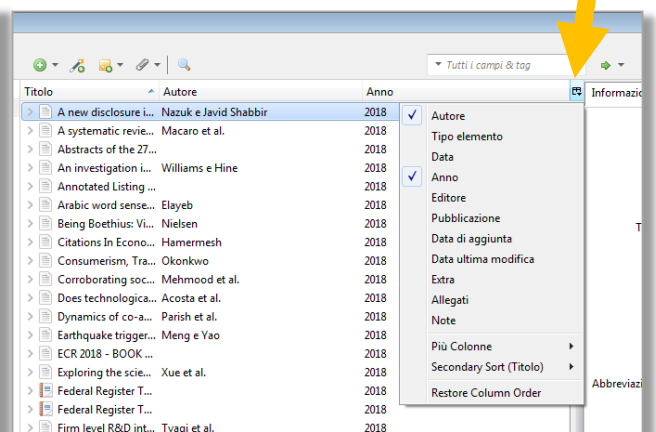 Tutti i campi & tag
Titolo Autore Anno Informazio
A new disclosure i... Nazuk e Javid Shabbir 2018
A systematic revie... Macaro et al. 2018
Abstracts of the 27... 2018
An investigation i... Williams e Hine 2018
Annotated Listing ... 2018
Arabic word sense... Elayeb 2018
Being Boethius: Vi... Nielsen 2018
Citations In Econo... Hamermesh 2018
Consumerism, Tra... Okonkwo 2018
Corroborating soc... Mehmood et al. 2018
Does technologica... Acosta et al. 2018
Dynamics of co-a... Parish et al. 2018
Earthquake trigger... Meng e Yao 2018
ECR 2018 - BOOK ... 2018
Exploring the scie... Xue et al. 2018
Federal Register T... 2018
Federal Register T... 2018
Firm level R&D int... Tyagi et al. 2018
Autore
Tipo elemento
Data
Anno
Editore
Pubblicazione
Data di aggiunta
Data ultima modifica
Extra
Allegati
Note
Più Colonne
Secondary Sort (Titolo)
Restore Column Order
T
Abbreviazi